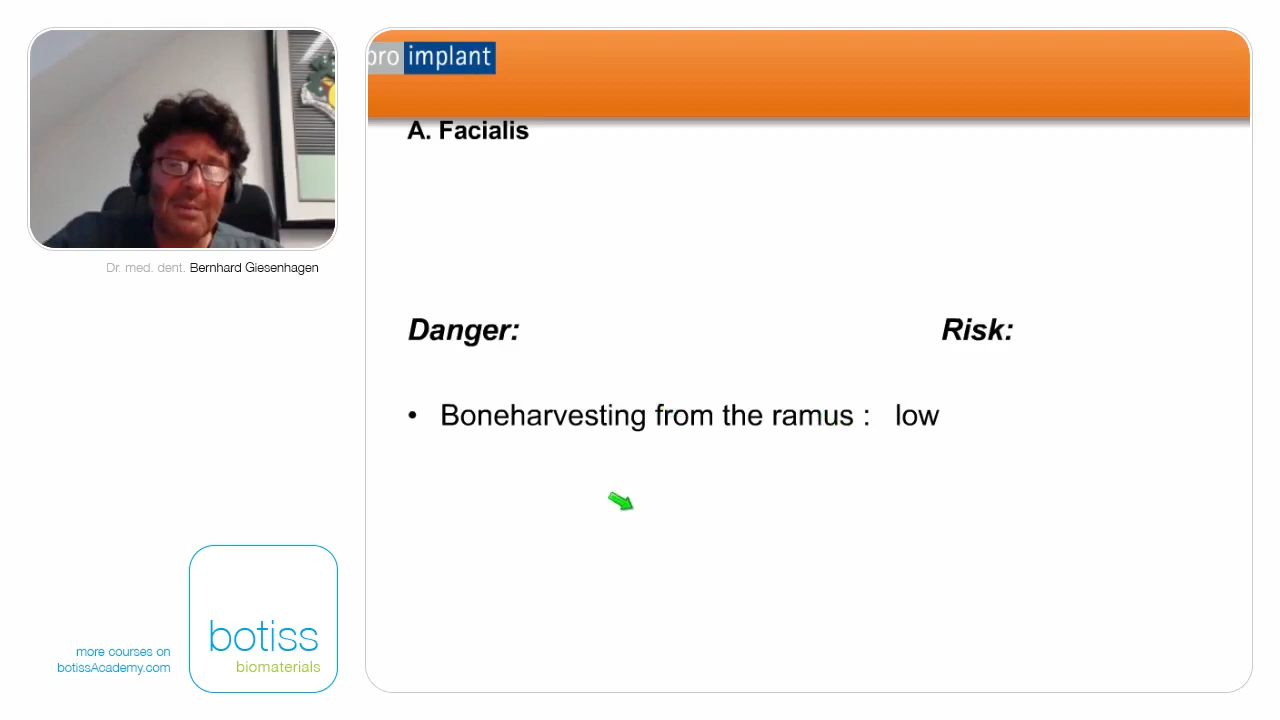 pro implant
A. Facialis
Dr. med. dent. Bernhard Giesenhagen
Danger: Risk:
• Boneharvesting from the ramus : low
botiss
biomaterials
more courses on
botissAcademy.com